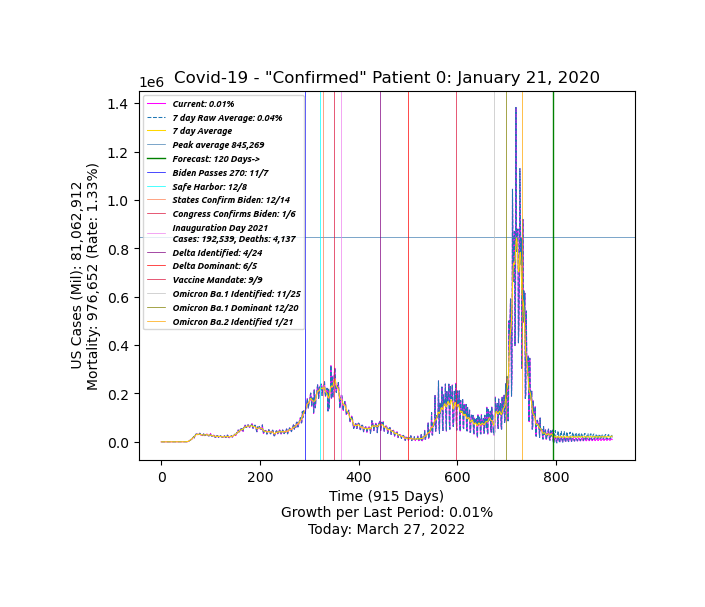 Covid-19 - "Confirmed" Patient 0: January 21, 2020
1e6
1.4
1.2
1.0
0.8
0.6
0.4
0.2
0.0
US Cases (Mil): 81,062,912
Mortality: 976,652 (Rate: 1.33%)
Current: 0.01%
7 day Raw Average: 0.04%
7 day Average
Peak average 845,269
Forecast: 120 Days->
Biden Passes 270: 11/7
Safe Harbor: 12/8
States Confirm Biden: 12/14
Congress Confirms Biden: 1/6
Inauguration Day 2021
Cases: 192,539, Deaths: 4,137
Delta Identified: 4/24
Delta Dominant: 6/5
Vaccine Mandate: 9/9
Omicron Ba.1 Identified: 11/25
Omicron Ba.1 Dominant 12/20
Omicron Ba.2 Identified 1/21
0 200 400 600 800
Time (915 Days)
Growth per Last Period: 0.01%
Today: March 27, 2022